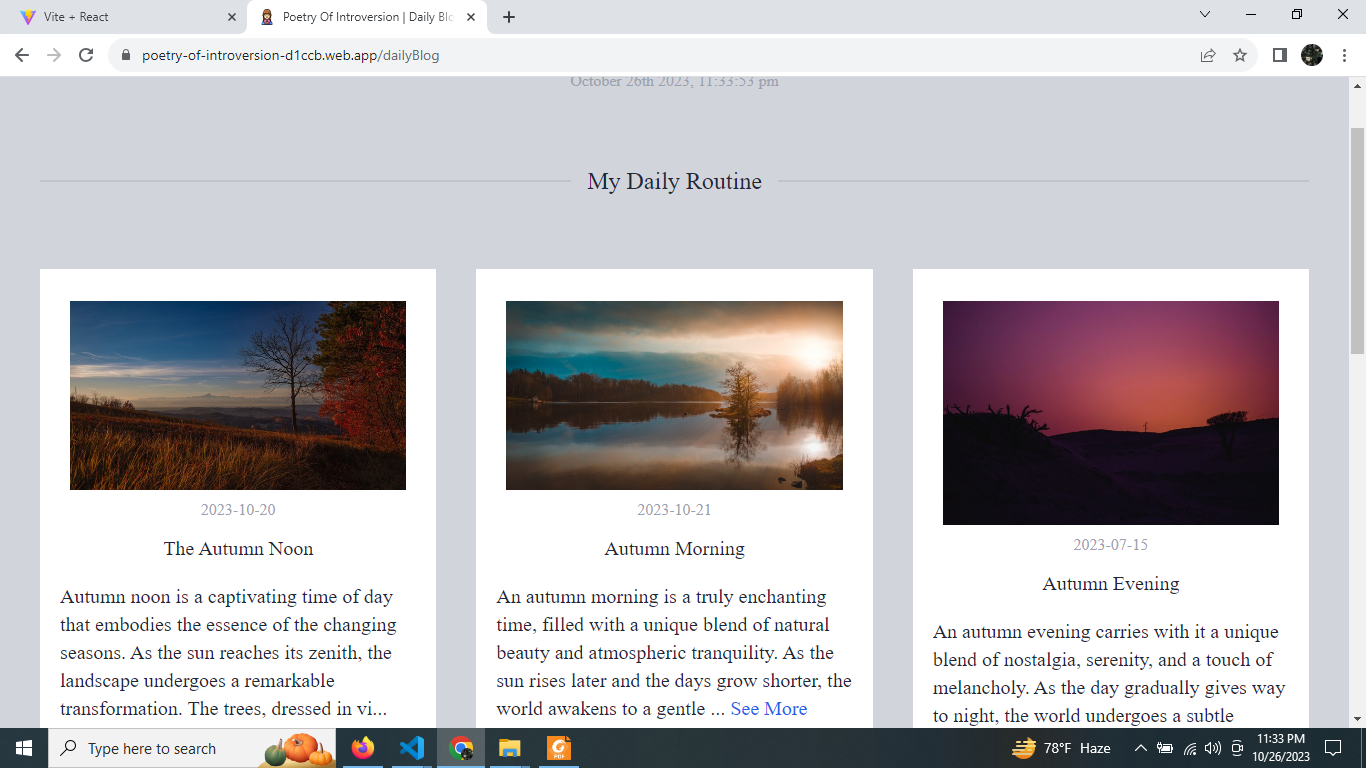 Vite + React
Poetry Of Introversion | Daily Blo
poetry-of-introversion-d1ccb.web.app/dailyBlog
October 26th 2023, 11:33:53 pm
My Daily Routine
2023-10-20
The Autumn Noon
Autumn noon is a captivating time of day
that embodies the essence of the changing
seasons. As the sun reaches its zenith, the
landscape undergoes a remarkable
transformation. The trees, dressed in vi...
2023-10-21
Autumn Morning
An autumn morning is a truly enchanting
time, filled with a unique blend of natural
beauty and atmospheric tranquility. As the
sun rises later and the days grow shorter, the
world awakens to a gentle ... See More
2023-07-15
Autumn Evening
An autumn evening carries with it a unique
blend of nostalgia, serenity, and a touch of
melancholy. As the day gradually gives way
to night, the world undergoes a subtle
Type here to search
PDF
78°F Haze
11:33 PM
10/26/2023